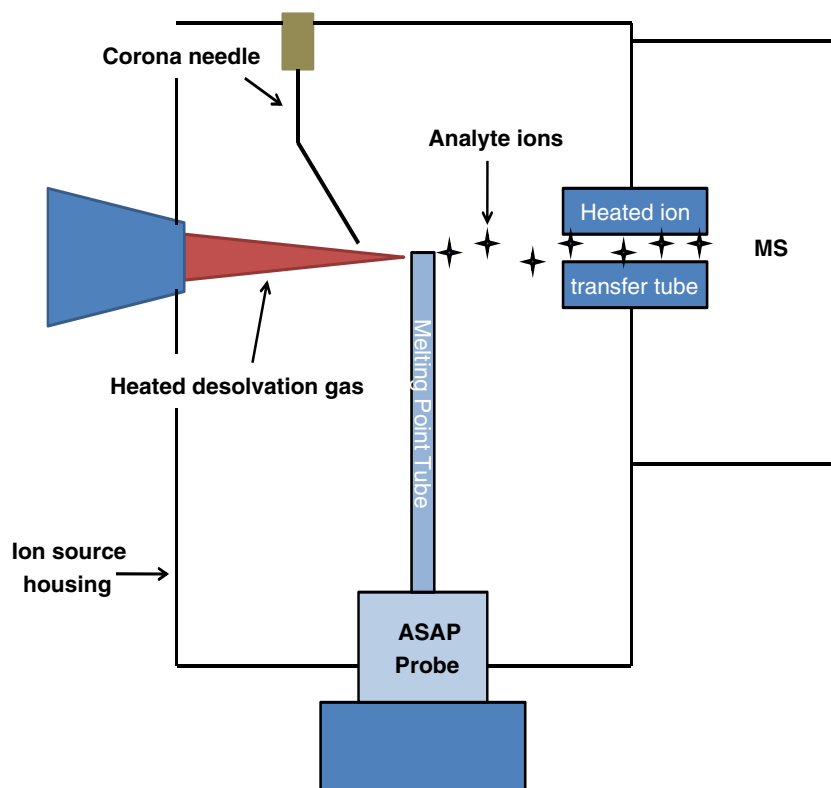 Corona needle
Analyte ions
Heated ion
MS
transfer tube
Heated desolvation gas
Melting Point Tube
Ion source
housing
ASAP
Probe